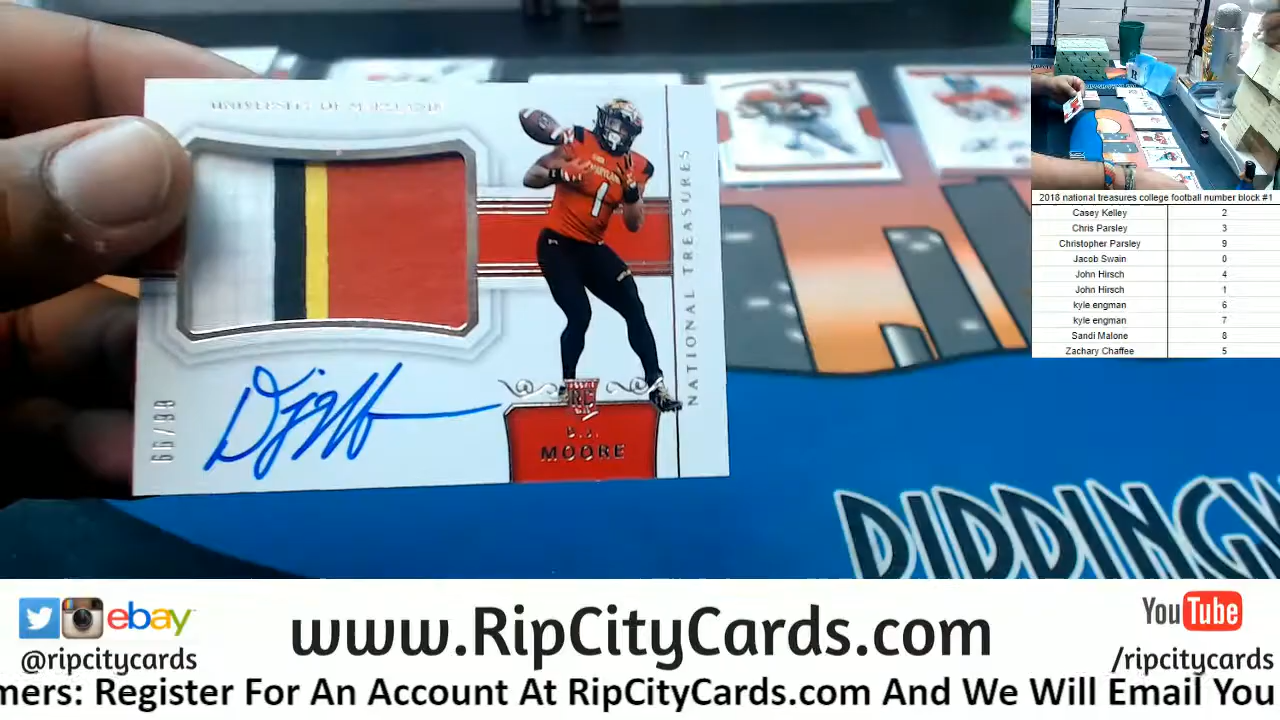 UNIVERSITY OF MARYLAND
NATIONAL TREASURES
1
RC
D.J.
MOORE
2018 national treasures college football number block #1
Casey Kelley 2
Chris Parsley 3
Christopher Parsley 9
Jacob Swain 0
John Hirsch 4
John Hirsch 1
kyle engman 6
kyle engman 7
Sandi Malone 8
Zachary Chaffee 5
DIDDINGW
ebay
@ripcitycards
www.RipCityCards.com
YouTube
/ripcitycards
mers: Register For An Account At RipCityCards.com And We Will Email You